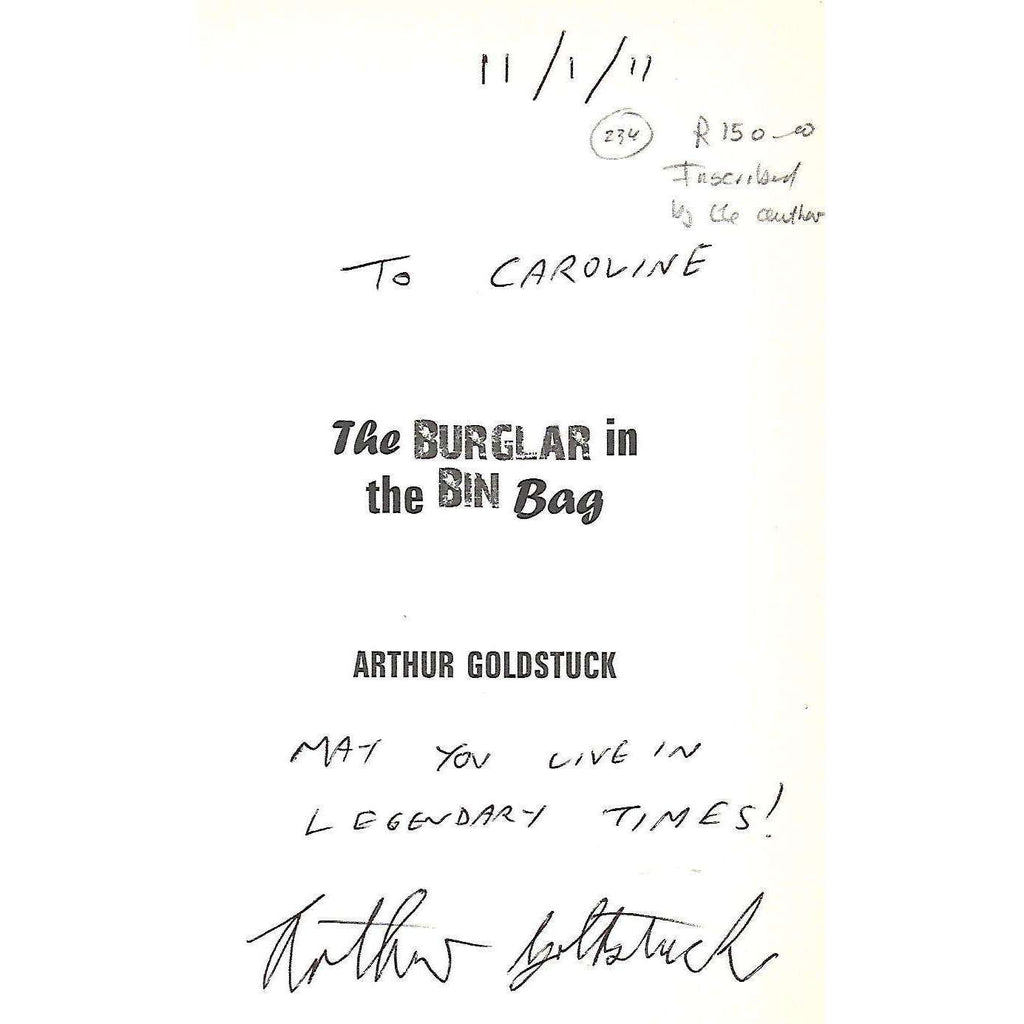 11/1/11
234 R150-00
Inscribed
by the author
To CAROLINE
The BURGLAR in
the BIN Bag
ARTHUR GOLDSTUCK
MAY YOU LIVE IN
LEGENDARY TIMES!
Arthur Goldstuck